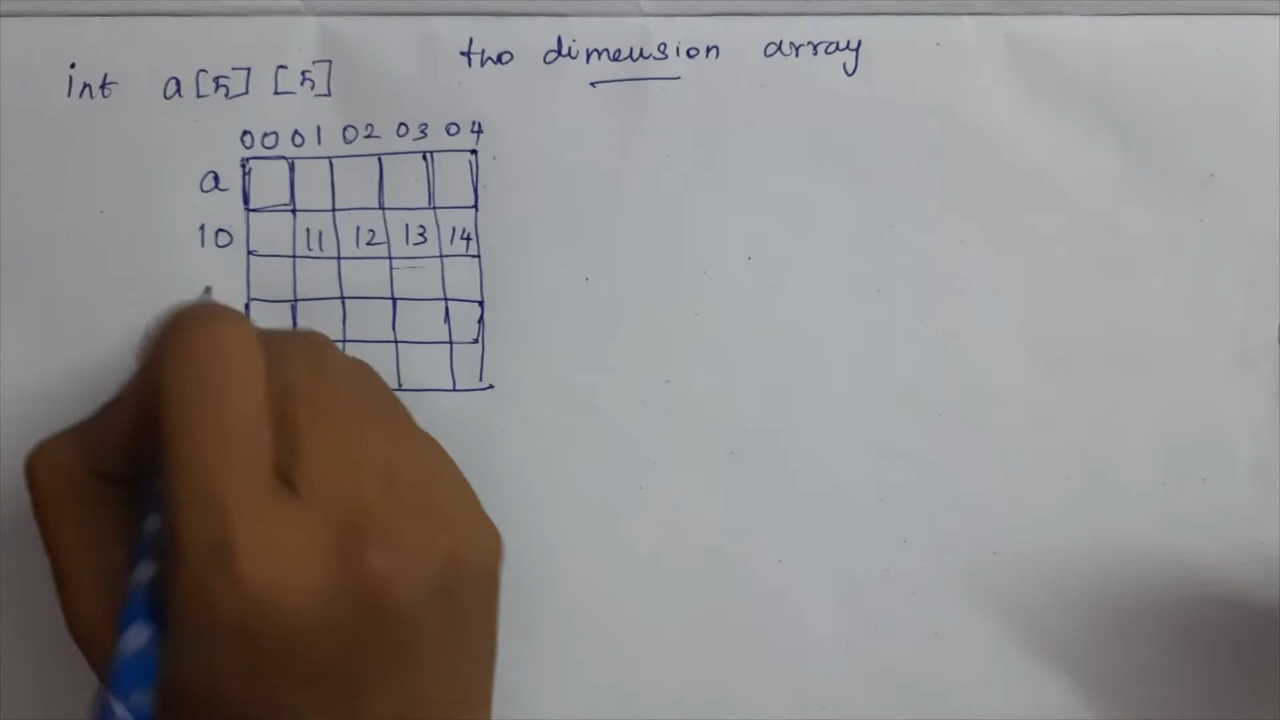 two dimension array
int a[5] [5]
00 01 02 03 04
a
10 11 12 13 14